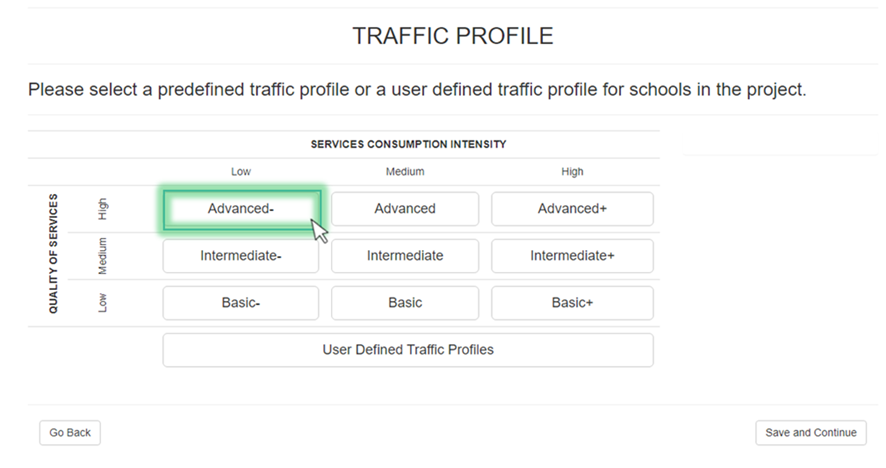 TRAFFIC PROFILE
Please select a predefined traffic profile or a user defined traffic profile for schools in the project.
SERVICES CONSUMPTION INTENSITY
Low Medium High
QUALITY OF SERVICES
High Advanced- Advanced Advanced+
Medium Intermediate- Intermediate Intermediate+
Low Basic- Basic Basic+
User Defined Traffic Profiles
Go Back Save and Continue